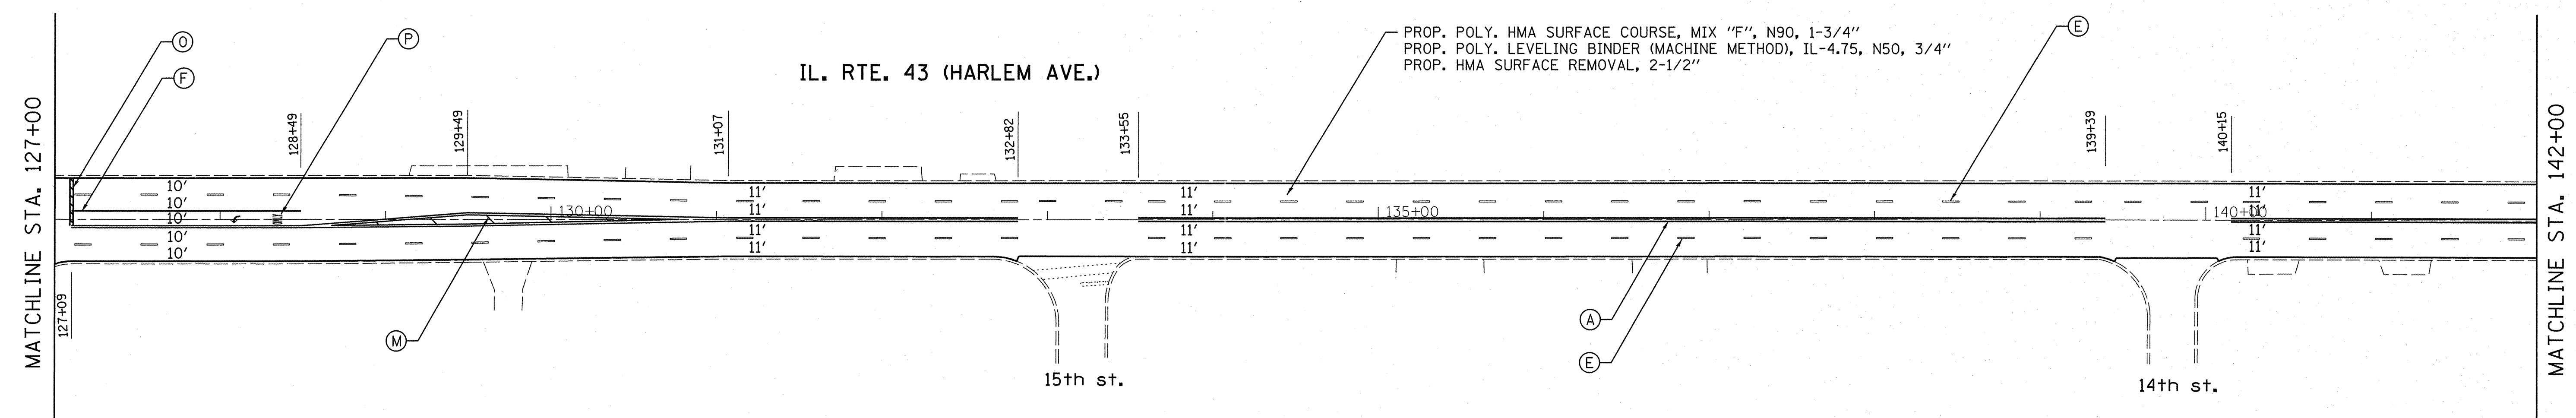 O
P
E
F
PROP. POLY. HMA SURFACE COURSE, MIX "F", N90, 1-3/4"
PROP. POLY. LEVELING BINDER (MACHINE METHOD), IL-4.75, N50, 3/4"
PROP. HMA SURFACE REMOVAL, 2-1/2"
IL. RTE. 43 (HARLEM AVE.)
MATCHLINE STA. 127+00
128+49
129+49
131+07
132+82
133+55
139+39
140+15
MATCHLINE STA. 142+00
10'
10'
10'
10'
10'
11'
11'
11'
11'
11'
11'
11'
11'
11'
11'
11'
11'
130+00
135+00
140+00
127+09
M
A
E
15th st.
14th st.